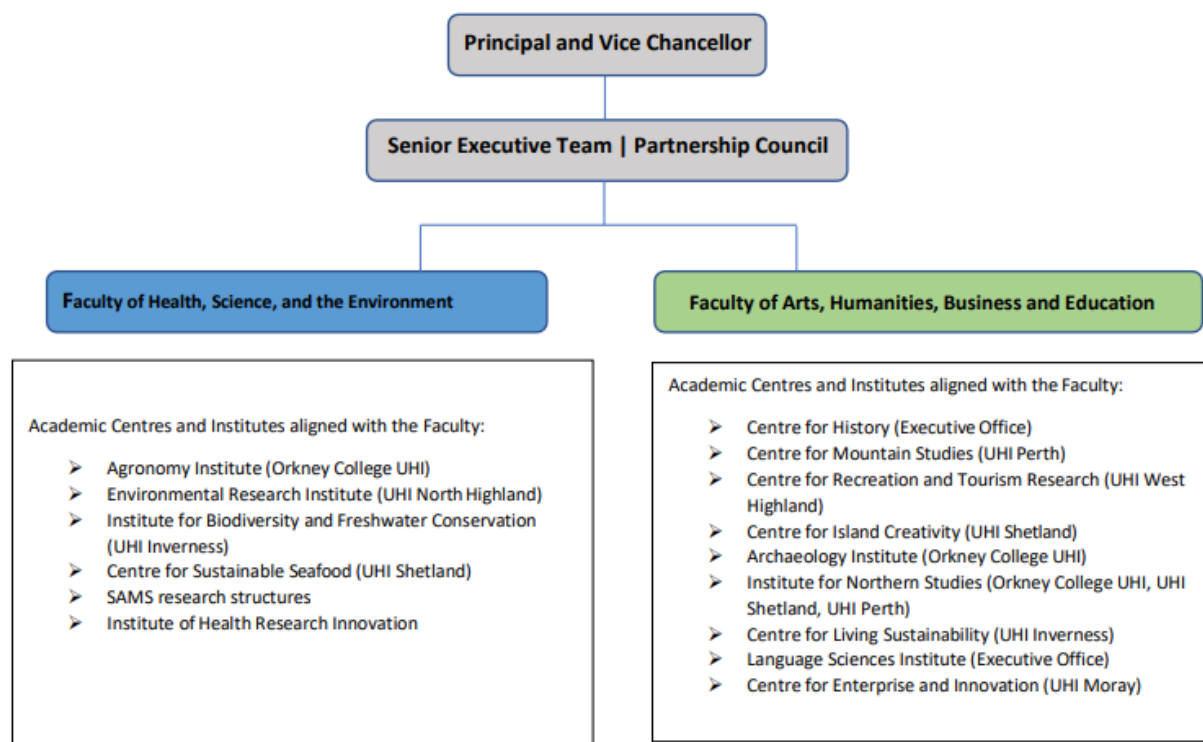 Principal and Vice Chancellor
Senior Executive Team | Partnership Council
Faculty of Health, Science, and the Environment
Academic Centres and Institutes aligned with the Faculty:
➤ Agronomy Institute (Orkney College UHI)
➤ Environmental Research Institute (UHI North Highland)
➤ Institute for Biodiversity and Freshwater Conservation
(UHI Inverness)
➤ Centre for Sustainable Seafood (UHI Shetland)
➤ SAMS research structures
➤ Institute of Health Research Innovation
Faculty of Arts, Humanities, Business and Education
Academic Centres and Institutes aligned with the Faculty:
➤ Centre for History (Executive Office)
➤ Centre for Mountain Studies (UHI Perth)
➤ Centre for Recreation and Tourism Research (UHI West
Highland)
➤ Centre for Island Creativity (UHI Shetland)
➤ Archaeology Institute (Orkney College UHI)
➤ Institute for Northern Studies (Orkney College UHI, UHI
Shetland, UHI Perth)
➤ Centre for Living Sustainability (UHI Inverness)
➤ Language Sciences Institute (Executive Office)
➤ Centre for Enterprise and Innovation (UHI Moray)